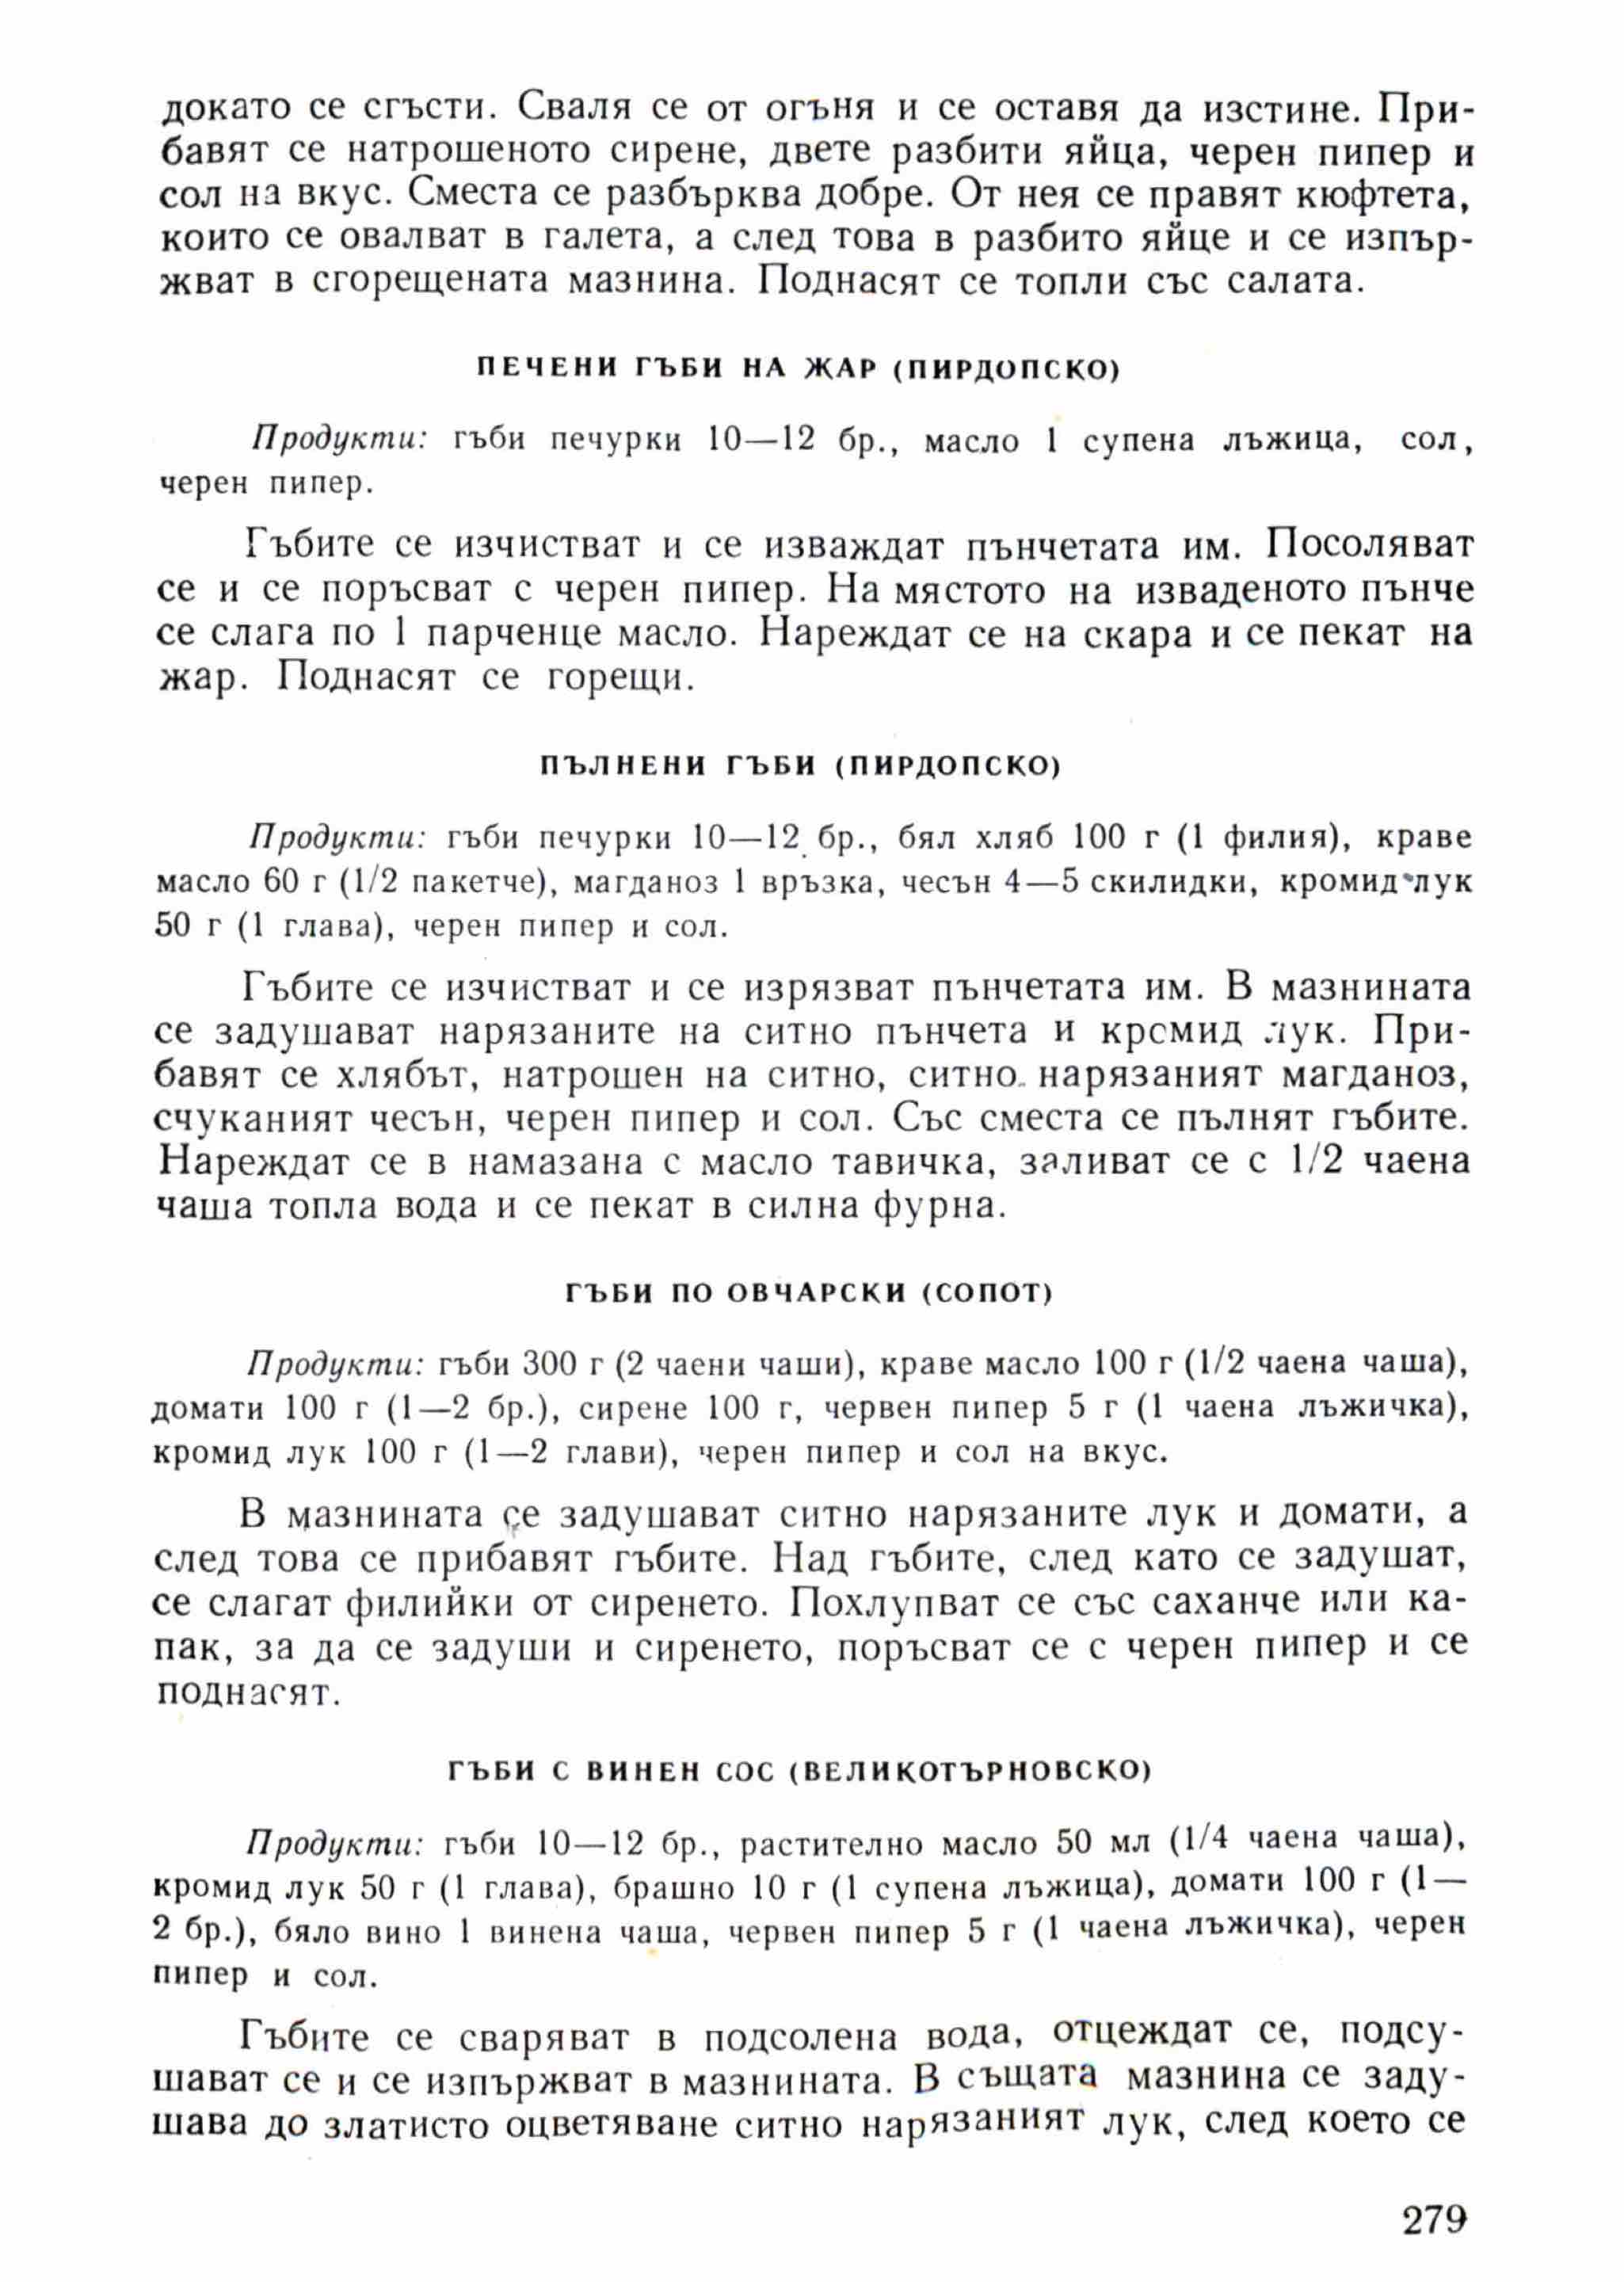 докато се сгъсти. Сваля се от огъня и се оставя да изстине. При-
бавят се натрошеното сирене, двете разбити яйца, черен пипер и
сол на вкус. Сместа се разбърква добре. От нея се правят кюфтета,
които се овалват в галета, а след това в разбито яйце и се изпър-
жват в сгорещената мазнина. Поднасят се топли със салата.
ПЕЧЕНИ ГЪБИ НА ЖАР (ПИРДОПСКО)
Продукти: гъби печурки 10—12 бр., масло 1 супена лъжица, сол,
черен пипер.
Гъбите се изчистват и се изваждат пънчетата им. Посоляват
се и се поръсват с черен пипер. На мястото на изваденото пънче
се слага по 1 парченце масло. Нареждат се на скара и се пекат на
жар. Поднасят се горещи.
ПЪЛНЕНИ ГЪБИ (ПИРДОПСКО)
Продукти: гъби печурки 10—12 бр., бял хляб 100 г (1 филия), краве
масло 60 г (1/2 пакетче), магданоз 1 връзка, чесън 4—5 скилидки, кромид лук
50 г (1 глава), черен пипер и сол.
Гъбите се изчистват и се изрязват пънчетата им. В мазнината
се задушават нарязаните на ситно пънчета и кромид лук. При-
бавят се хлябът, натрошен на ситно, ситно нарязаният магданоз,
счуканият чесън, черен пипер и сол. Със сместа се пълнят гъбите.
Нареждат се в намазана с масло тавичка, заливат се с 1/2 чаена
чаша топла вода и се пекат в силна фурна.
ГЪБИ ПО ОВЧАРСКИ (СОПОТ)
Продукти: гъби 300 г (2 чаени чаши), краве масло 100 г (1/2 чаена чаша),
домати 100 г (1—2 бр.), сирене 100 г, червен пипер 5 г (1 чаена лъжичка),
кромид лук 100 г (1—2 глави), черен пипер и сол на вкус.
В мазнината се задушават ситно нарязаните лук и домати, а
след това се прибавят гъбите. Над гъбите, след като се задушат,
се слагат филийки от сиренето. Похлупват се със саханче или ка-
пак, за да се задуши и сиренето, поръсват се с черен пипер и се
поднасят.
ГЪБИ С ВИНЕН СОС (ВЕЛИКОТЪРНОВСКО)
Продукти: гъби 10—12 бр., растително масло 50 мл (1/4 чаена чаша),
кромид лук 50 г (1 глава), брашно 10 г (1 супена лъжица), домати 100 г (1—
2 бр.), бяло вино 1 винена чаша, червен пипер 5 г (1 чаена лъжичка), черен
пипер и сол.
Гъбите се сваряват в подсолена вода, отцеждат се, подсу-
шават се и се изпържват в мазнината. В същата мазнина се заду-
шава до златисто оцветяване ситно нарязаният лук, след което се
279